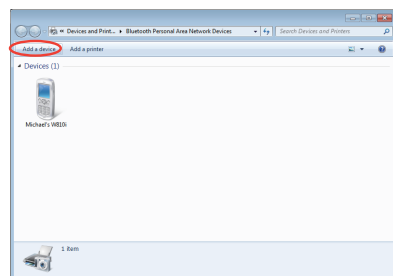 « Devices and Print... ▸ Bluetooth Personal Area Network Devices
Search Devices and Printers
Add a device
Add a printer
Devices (1)
Michael's W810i
1 item